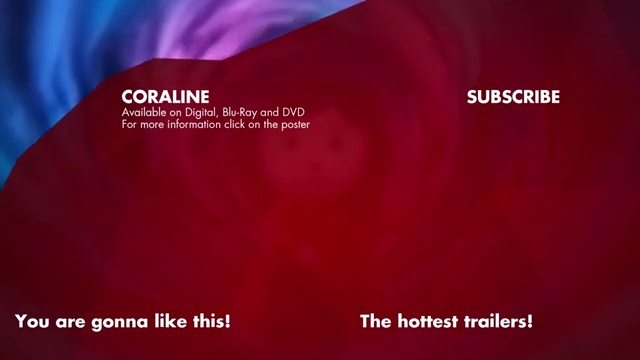 CORALINE
SUBSCRIBE
Available on Digital, Blu-Ray and DVD
For more information click on the poster
You are gonna like this!
The hottest trailers!